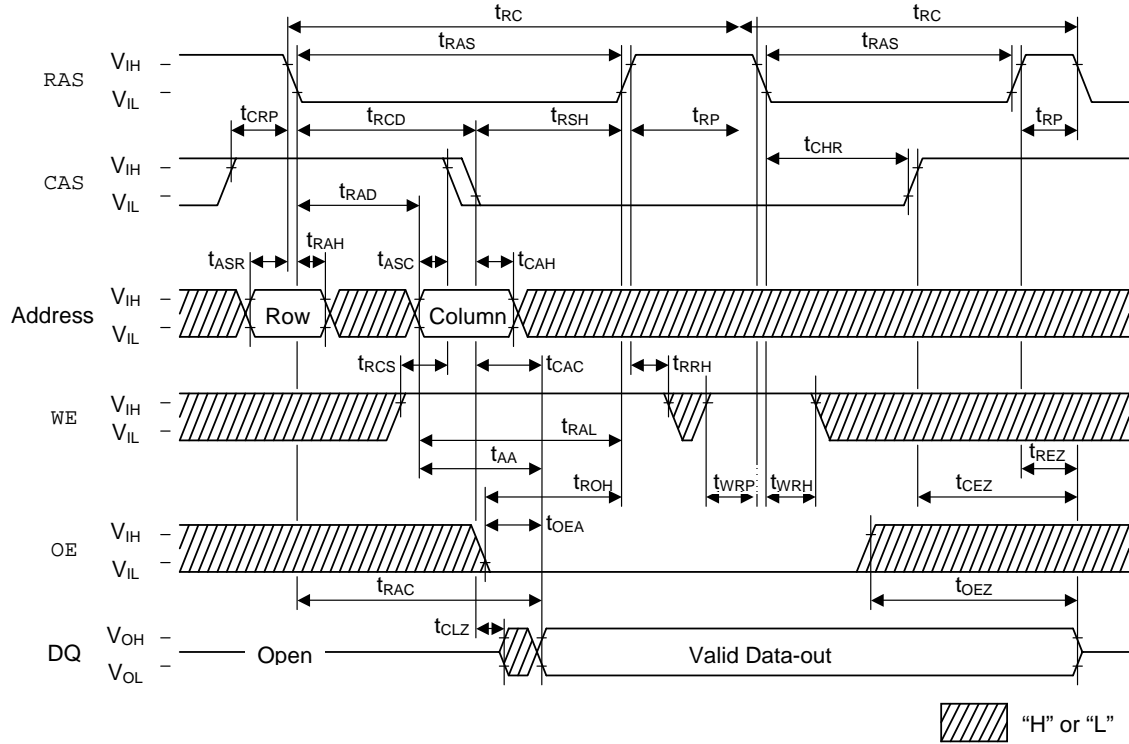 tRC tRC
tRAS tRAS
RAS VIH
VIL
tCRP tRCD tRSH tRP tRP
tCHR
CAS VIH
VIL
tRAD
tASR tRAH tASC tCAH
Address VIH
VIL
Row Column
tRCS tCAC tRRH
WE VIH
VIL
tRAL
tAA
tROH tWRP tWRH tREZ
tCEZ
tOEA
OE VIH
VIL
tRAC tOEZ
tCLZ
DQ VOH
VOL
Open Valid Data-out
“H” or “L”